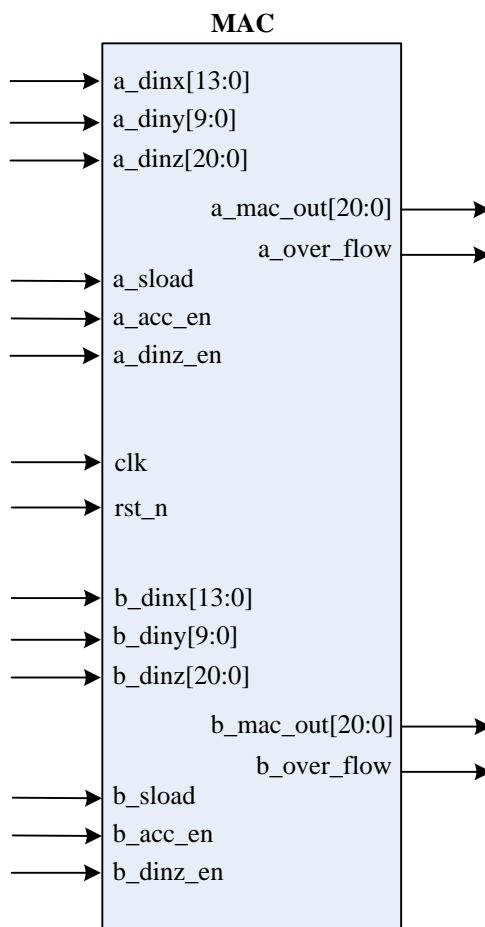 MAC
a_dinx[13:0]
a_diny[9:0]
a_dinz[20:0]
a_mac_out[20:0]
a_over_flow
a_sload
a_acc_en
a_dinz_en
clk
rst_n
b_dinx[13:0]
b_diny[9:0]
b_dinz[20:0]
b_mac_out[20:0]
b_over_flow
b_sload
b_acc_en
b_dinz_en